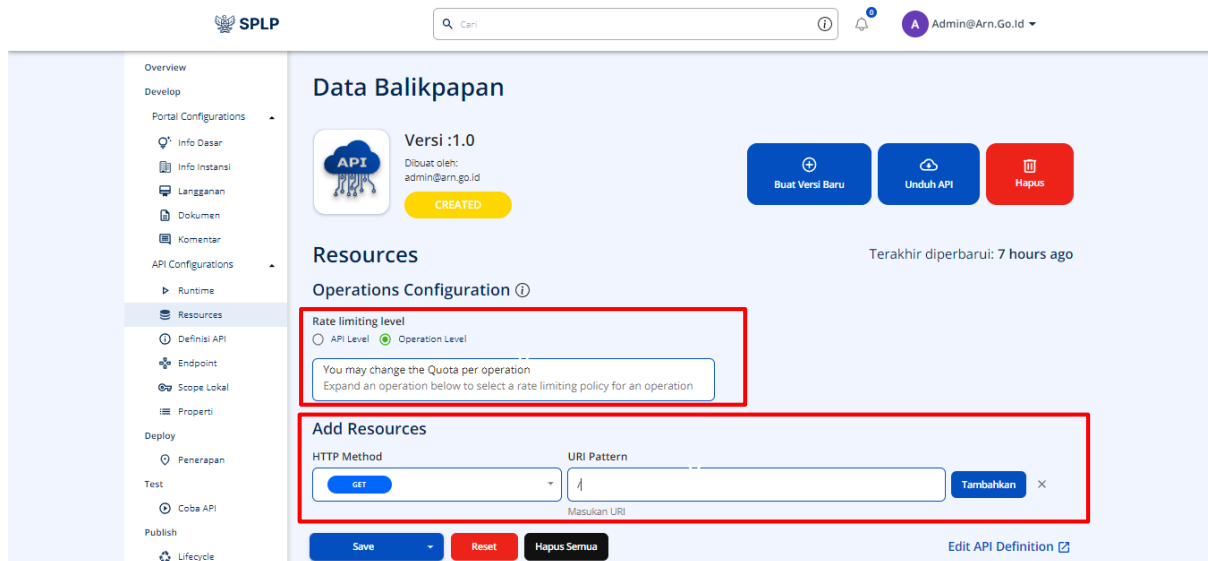 SPLP
Cari
0
A
Admin@Arn.Go.Id
Overview
Develop
Portal Configurations
Info Dasar
Info Instansi
Langganan
Dokumen
Komentar
API Configurations
Runtime
Resources
Definisi API
Endpoint
Scope Lokal
Properti
Deploy
Penerapan
Test
Coba API
Publish
Lifecycle
Data Balikpapan
API
Versi :1.0
Dibuat oleh:
admin@arn.go.id
CREATED
Buat Versi Baru
Unduh API
Hapus
Resources
Terakhir diperbarui: 7 hours ago
Operations Configuration
Rate limiting level
API Level
Operation Level
You may change the Quota per operation
Expand an operation below to select a rate limiting policy for an operation
Add Resources
HTTP Method
URI Pattern
GET
/
Tambahkan
Masukan URI
Save
Reset
Hapus Semua
Edit API Definition